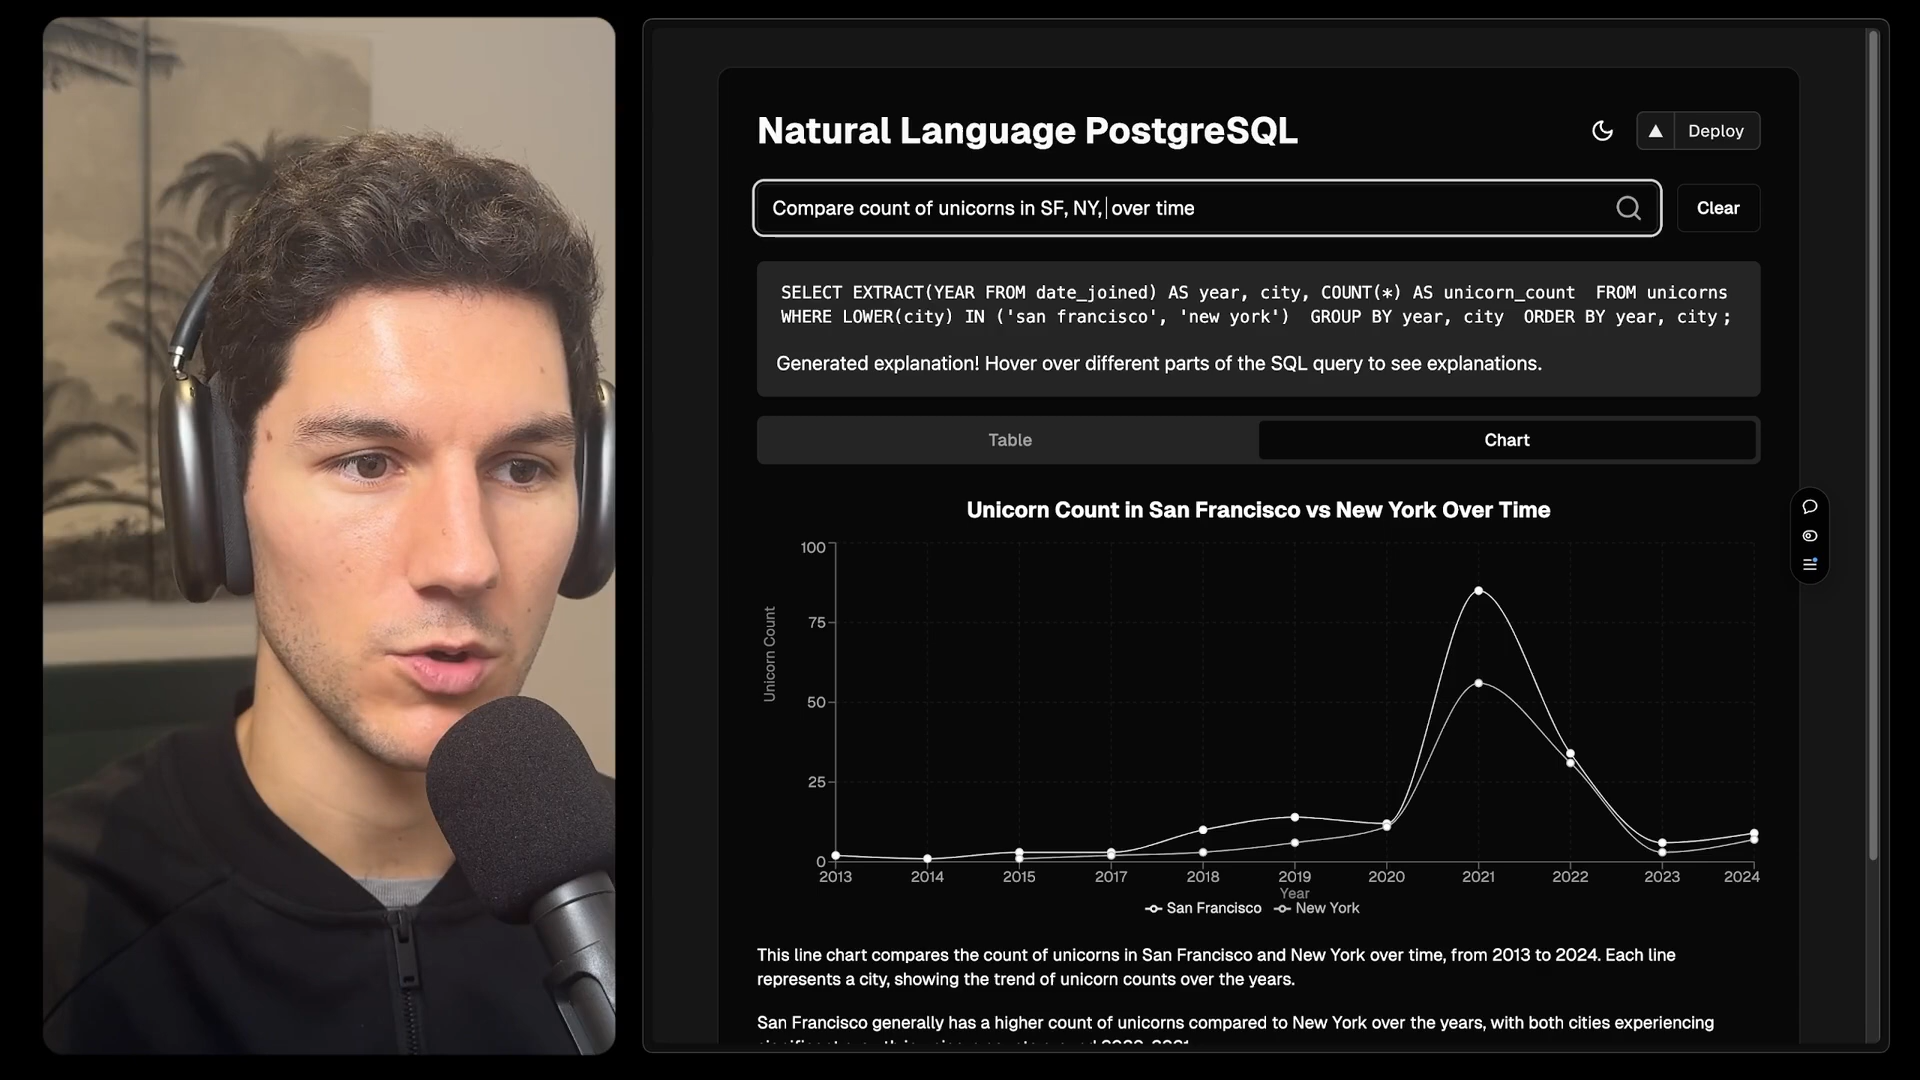 Natural Language PostgreSQL
Deploy
Compare count of unicorns in SF, NY, over time
Clear
SELECT EXTRACT(YEAR FROM date_joined) AS year, city, COUNT(*) AS unicorn_count  FROM unicorns
WHERE LOWER(city) IN ('san francisco', 'new york')  GROUP BY year, city  ORDER BY year, city;
Generated explanation! Hover over different parts of the SQL query to see explanations.
Table
Chart
Unicorn Count in San Francisco vs New York Over Time
100
75
50
25
0
Unicorn Count
2013 2014 2015 2017 2018 2019 2020 2021 2022 2023 2024
Year
San Francisco New York
This line chart compares the count of unicorns in San Francisco and New York over time, from 2013 to 2024. Each line
represents a city, showing the trend of unicorn counts over the years.
San Francisco generally has a higher count of unicorns compared to New York over the years, with both cities experiencing